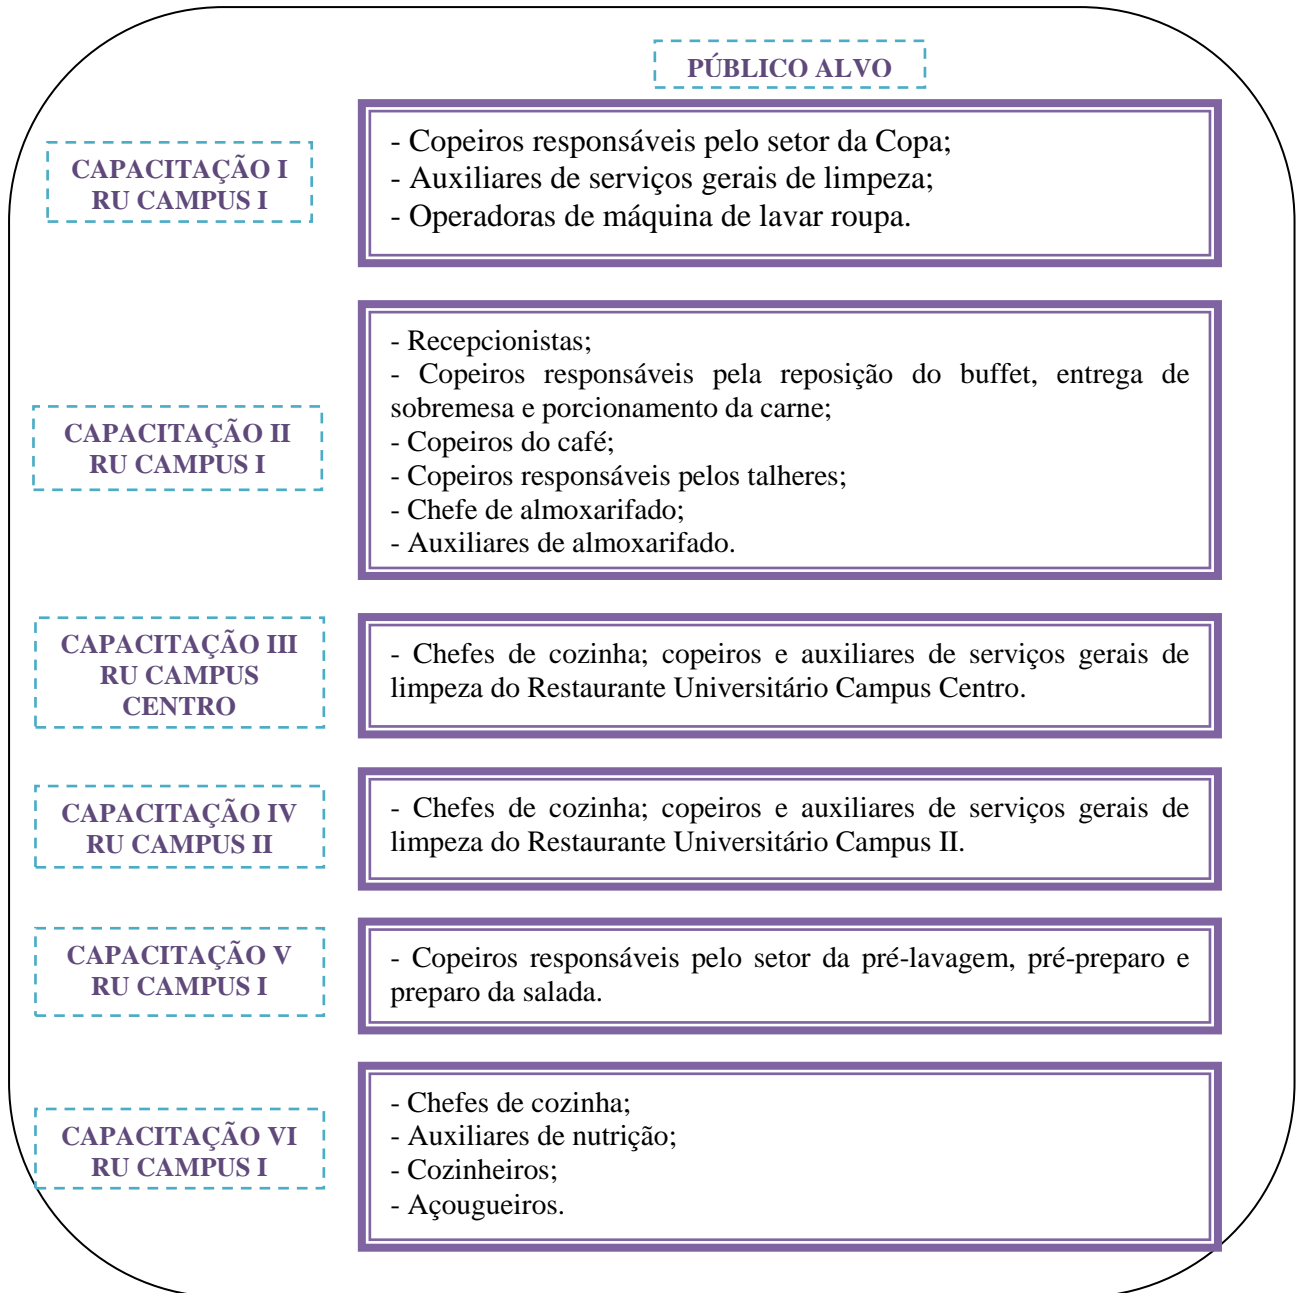 PÚBLICO ALVO
CAPACITAÇÃO I
RU CAMPUS I
- Copeiros responsáveis pelo setor da Copa;
- Auxiliares de serviços gerais de limpeza;
- Operadoras de máquina de lavar roupa.
CAPACITAÇÃO II
RU CAMPUS I
- Recepcionistas;
- Copeiros responsáveis pela reposição do buffet, entrega de
sobremesa e porcionamento da carne;
- Copeiros do café;
- Copeiros responsáveis pelos talheres;
- Chefe de almoxarifado;
- Auxiliares de almoxarifado.
CAPACITAÇÃO III
RU CAMPUS
CENTRO
- Chefes de cozinha; copeiros e auxiliares de serviços gerais de
limpeza do Restaurante Universitário Campus Centro.
CAPACITAÇÃO IV
RU CAMPUS II
- Chefes de cozinha; copeiros e auxiliares de serviços gerais de
limpeza do Restaurante Universitário Campus II.
CAPACITAÇÃO V
RU CAMPUS I
- Copeiros responsáveis pelo setor da pré-lavagem, pré-preparo e
preparo da salada.
CAPACITAÇÃO VI
RU CAMPUS I
- Chefes de cozinha;
- Auxiliares de nutrição;
- Cozinheiros;
- Açougueiros.